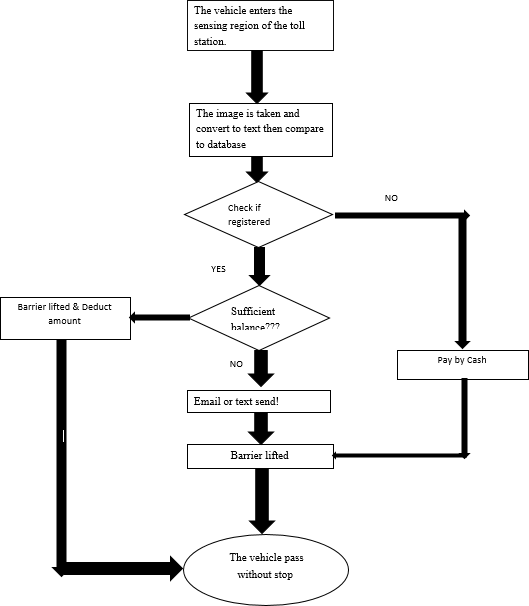 The vehicle enters the
sensing region of the toll
station.
The image is taken and
convert to text then compare
to database
Check if
registered
NO
YES
Sufficient
balance???
Barrier lifted & Deduct
amount
NO
Pay by Cash
Email or text send!
Barrier lifted
The vehicle pass
without stop